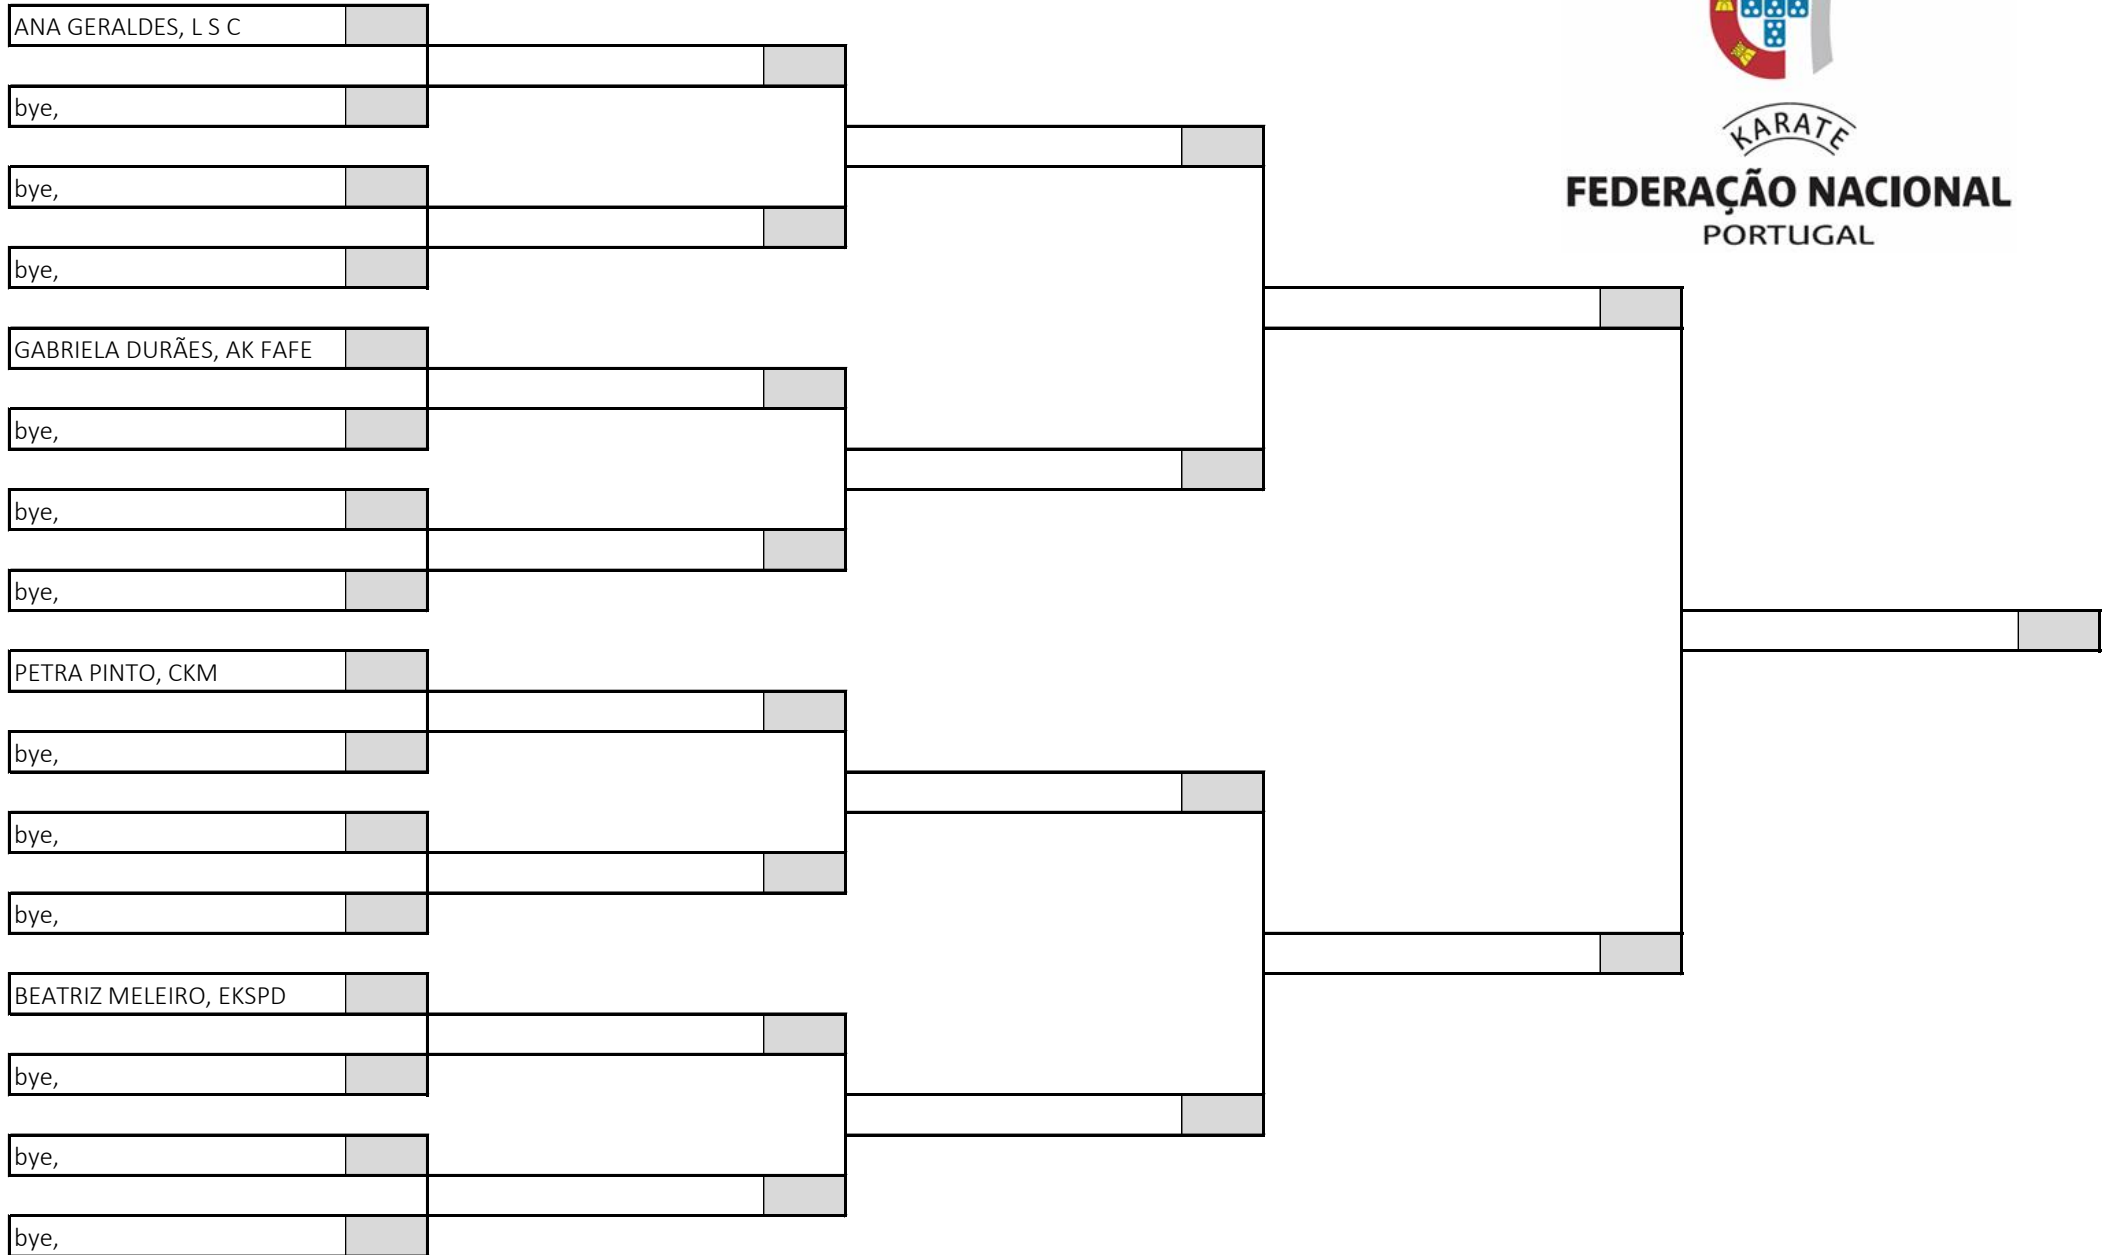 ANA GERALDES, L S C
bye,
bye,
bye,
GABRIELA DURÃES, AK FAFE
bye,
bye,
bye,
PETRA PINTO, CKM
bye,
bye,
bye,
BEATRIZ MELEIRO, EKSPD
bye,
bye,
bye,
KARATE
FEDERAÇÃO NACIONAL
PORTUGAL